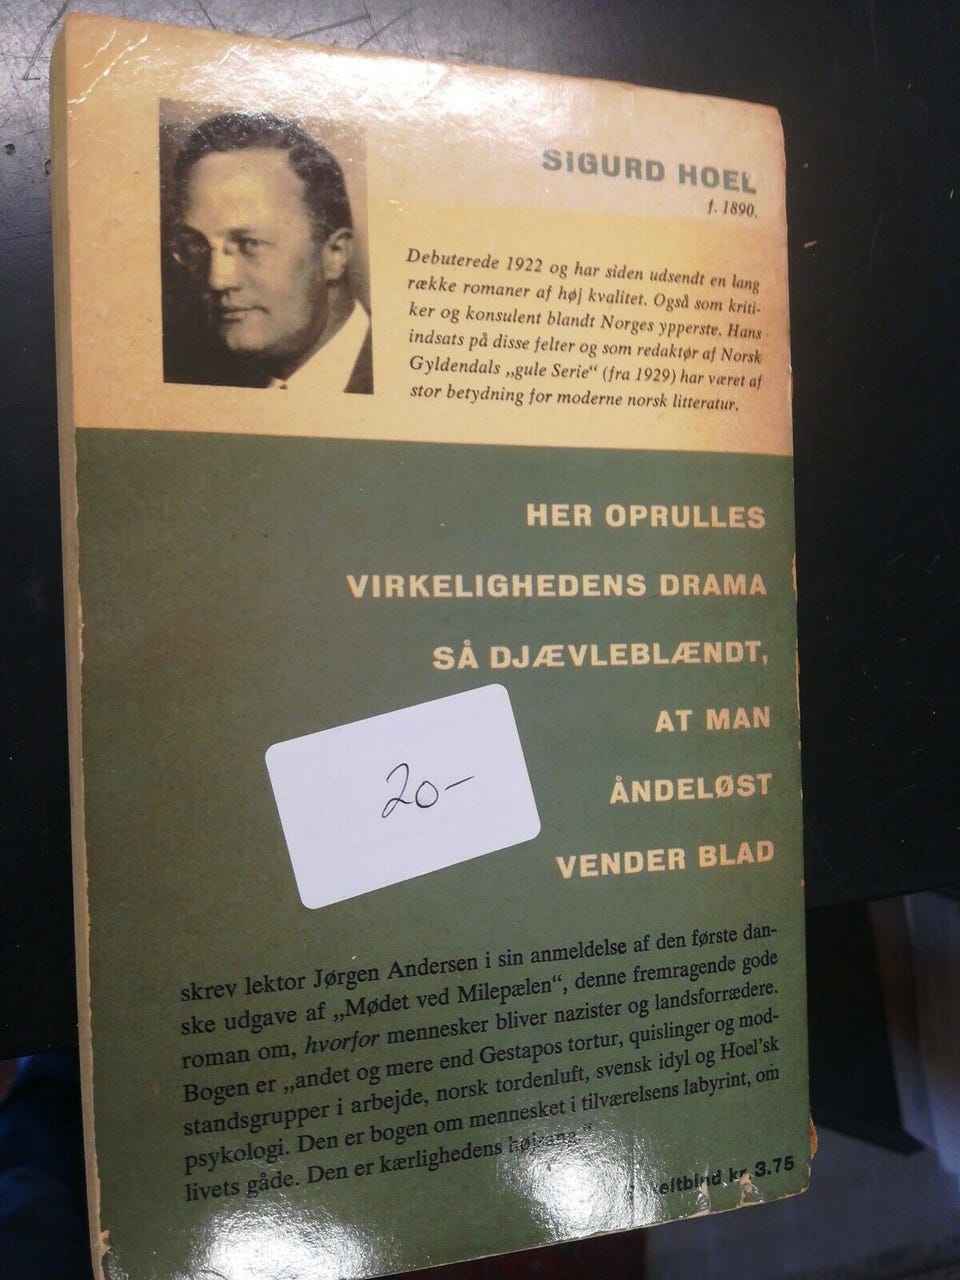 SIGURD HOEL
f. 1890.
Debuterede 1922 og har siden udsendt en lang
række romaner af høj kvalitet. Også som kriti-
ker og konsulent blandt Norges ypperste. Hans
indsats på disse felter og som redaktør af Norsk
Gyldendals „gule Serie“ (fra 1929) har været af
stor betydning for moderne norsk litteratur.
HER OPRULLES
VIRKELIGHEDENS DRAMA
SÅ DJÆVLEBLÆNDT,
AT MAN
ÅNDELØST
VENDER BLAD
20-
skrev lektor Jørgen Andersen i sin anmeldelse af den første dan-
ske udgave af „Mødet ved Milepælen“, denne fremragende gode
roman om, hvorfor mennesker bliver nazister og landsforrædere.
Bogen er „andet og mere end Gestapos tortur, quislinger og mod-
standsgrupper i arbejde, norsk tordenluft, svensk idyl og Hoel'sk
psykologi. Den er bogen om mennesket i tilværelsens labyrint, om
livets gåde. Den er kærlighedens højsang.“
kr 3.75